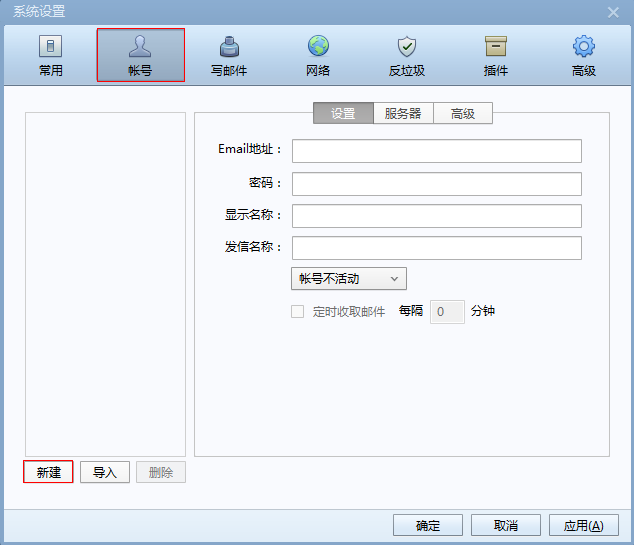 系统设置
常用 帐号 写邮件 网络 反垃圾 插件 高级
设置 服务器 高级
Email地址：
密码：
显示名称：
发信名称：
帐号不活动
定时收取邮件 每隔 0 分钟
新建 导入 删除
确定 取消 应用(A)